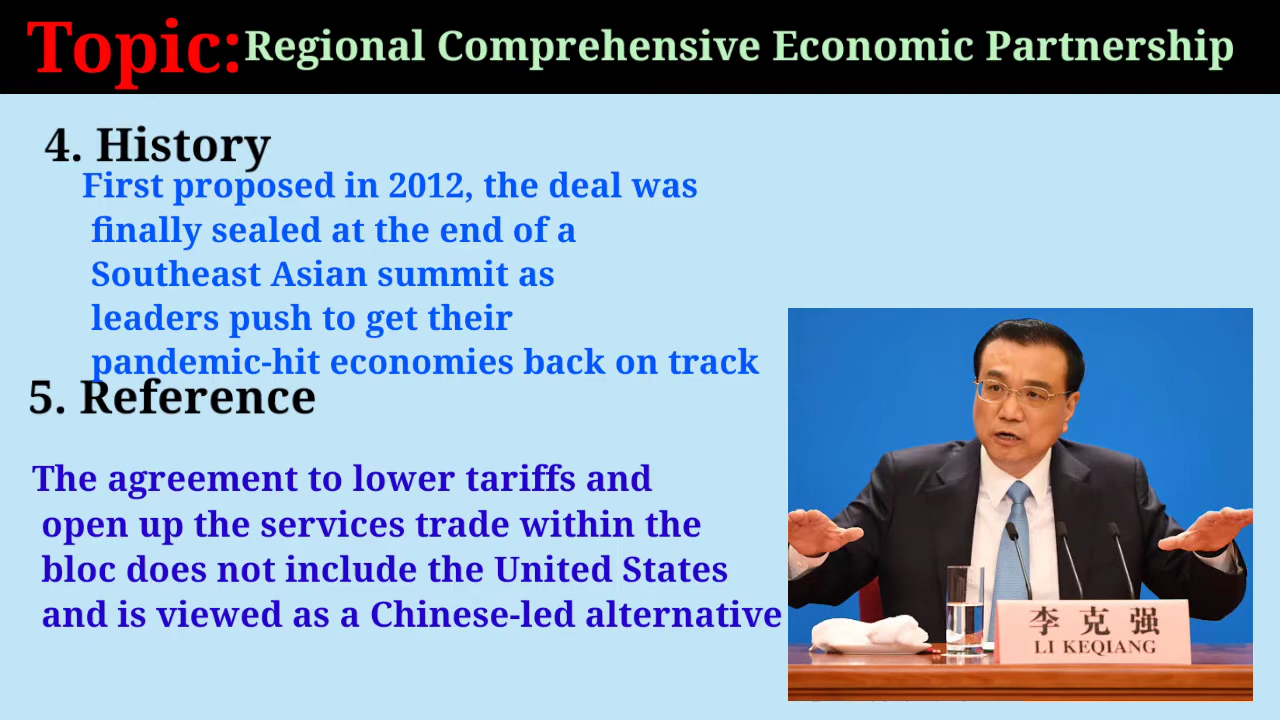 Topic: Regional Comprehensive Economic Partnership
4. History
First proposed in 2012, the deal was
finally sealed at the end of a
Southeast Asian summit as
leaders push to get their
pandemic-hit economies back on track
5. Reference
The agreement to lower tariffs and
open up the services trade within the
bloc does not include the United States
and is viewed as a Chinese-led alternative
李克强
LI KEQIANG